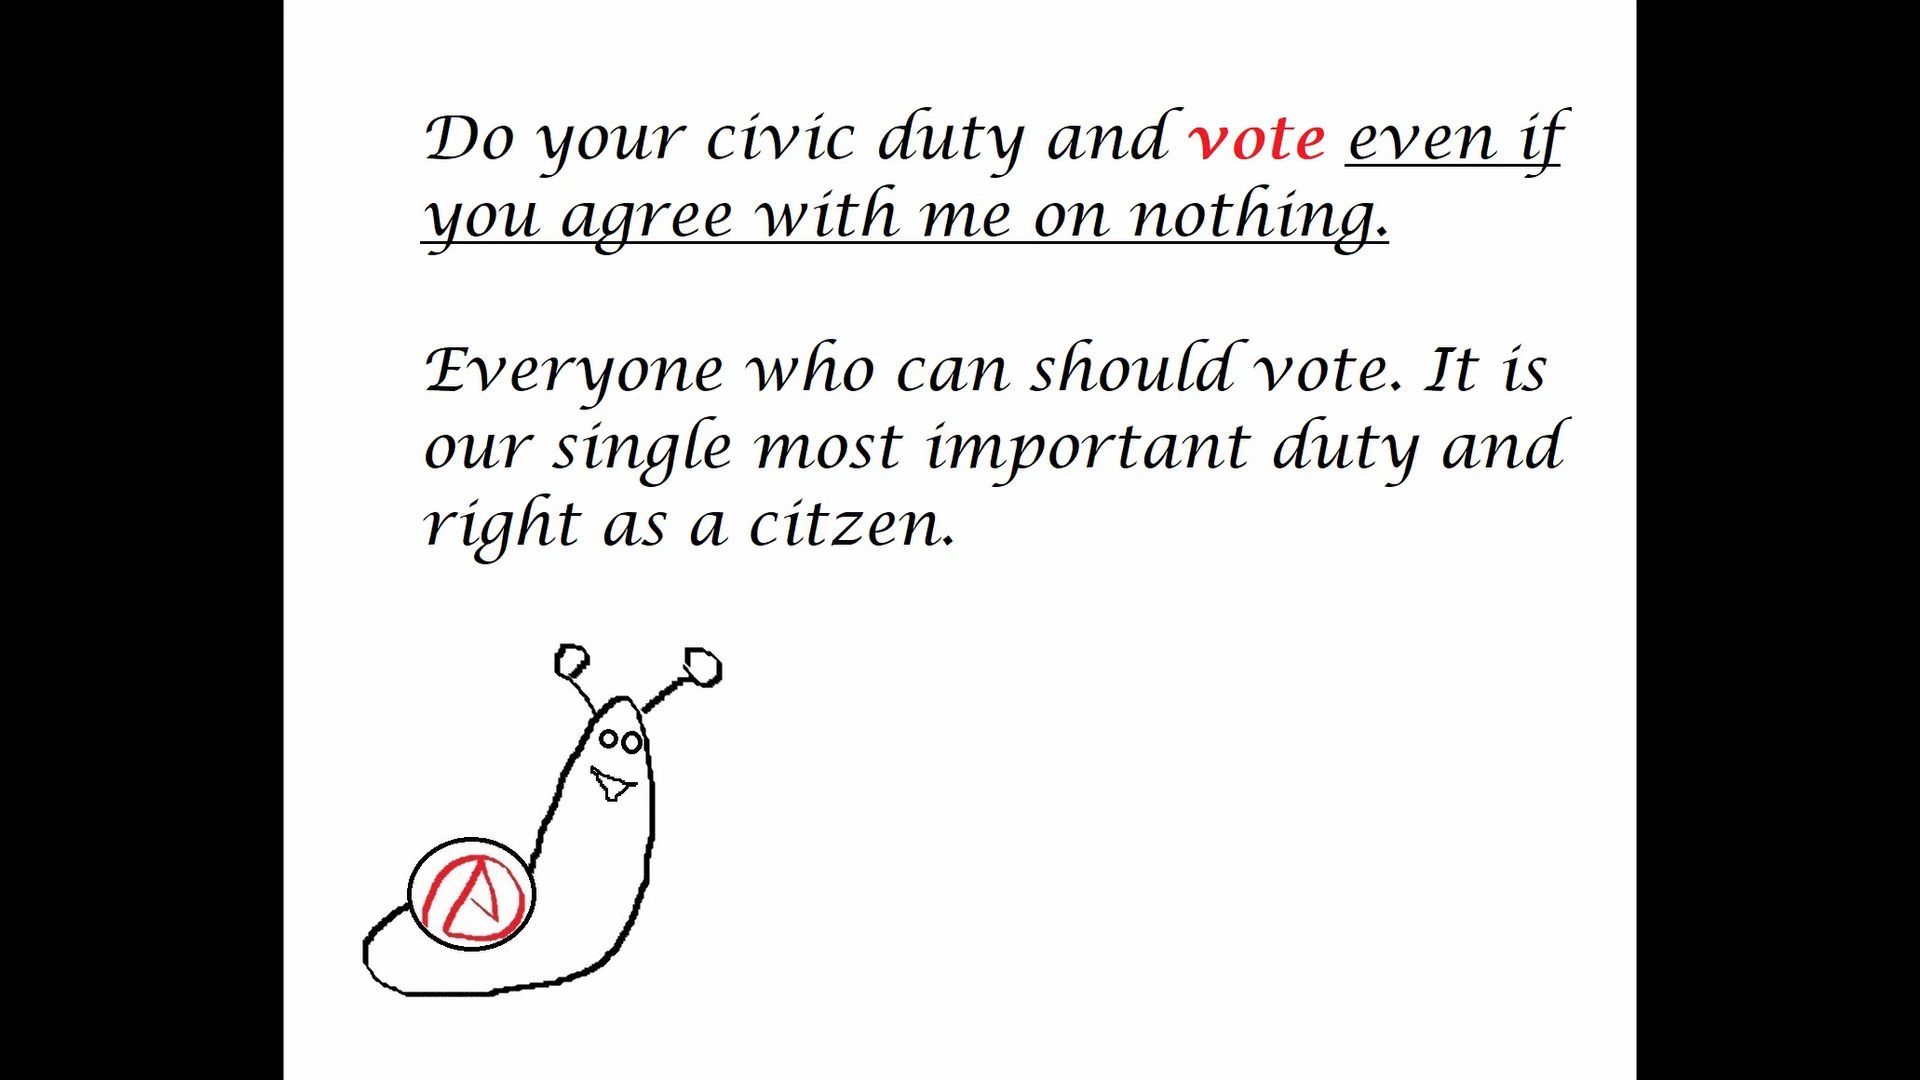 Do your civic duty and vote even if
you agree with me on nothing.
Everyone who can should vote. It is
our single most important duty and
right as a citzen.
A